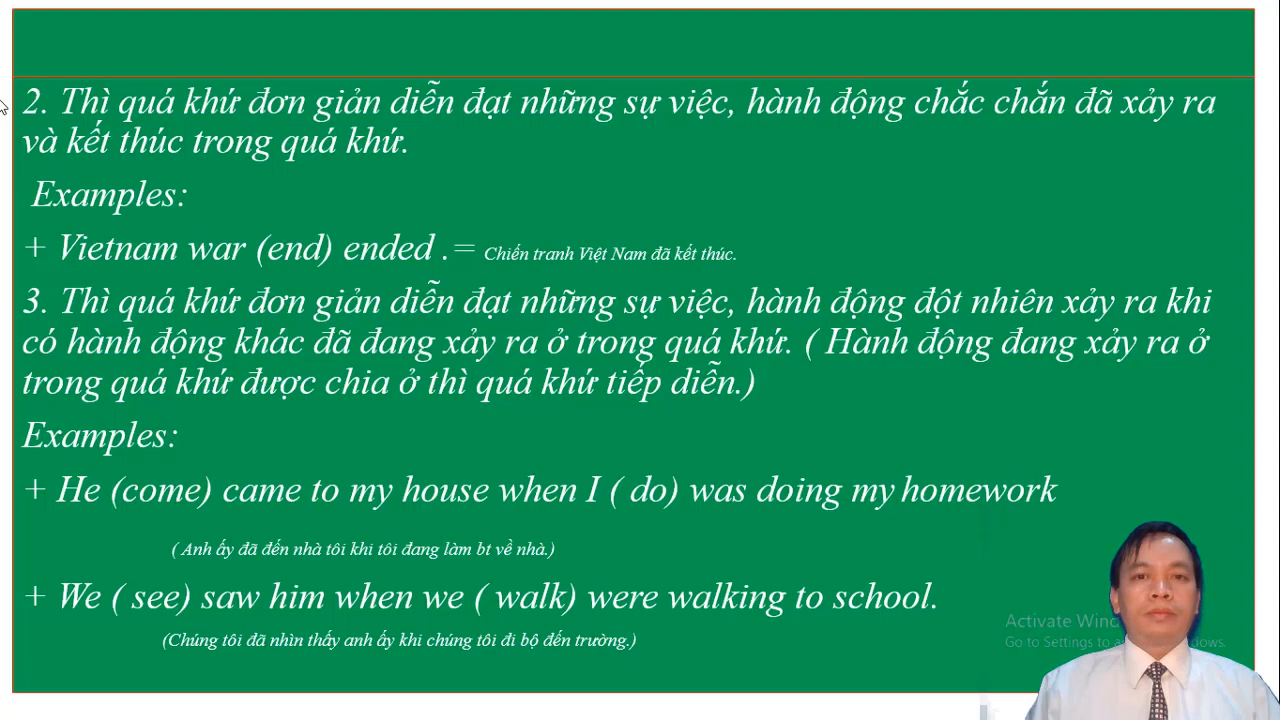 2. Thì quá khứ đơn giản diễn đạt những sự việc, hành động chắc chắn đã xảy ra
và kết thúc trong quá khứ.
Examples:
+ Vietnam war (end) ended .= Chiến tranh Việt Nam đã kết thúc.
3. Thì quá khứ đơn giản diễn đạt những sự việc, hành động đột nhiên xảy ra khi
có hành động khác đã đang xảy ra ở trong quá khứ. ( Hành động đang xảy ra ở
trong quá khứ được chia ở thì quá khứ tiếp diễn.)
Examples:
+ He (come) came to my house when I ( do) was doing my homework
( Anh ấy đã đến nhà tôi khi tôi đang làm bt về nhà.)
+ We ( see) saw him when we ( walk) were walking to school.
(Chúng tôi đã nhìn thấy anh ấy khi chúng tôi đi bộ đến trường.)
Activate Wind
Go to Settings to a dows.